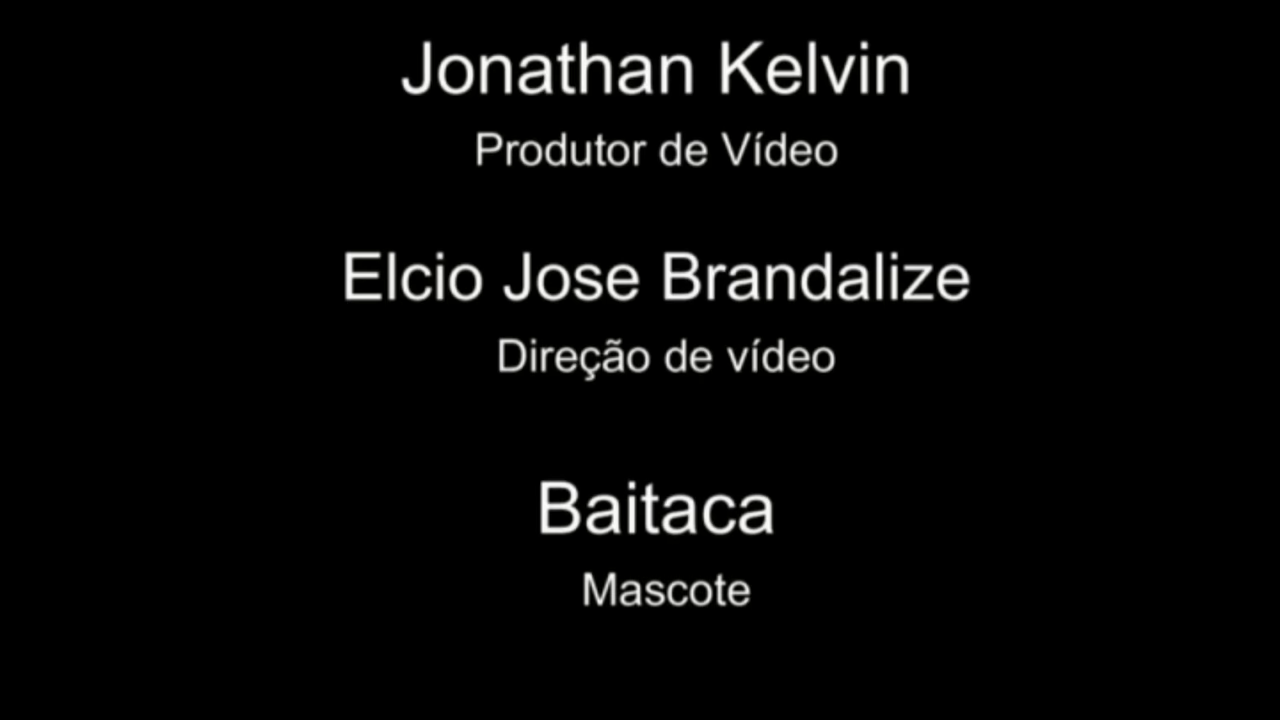 Jonathan Kelvin
Produtor de Vídeo
Elcio Jose Brandalize
Direção de vídeo
Baitaca
Mascote